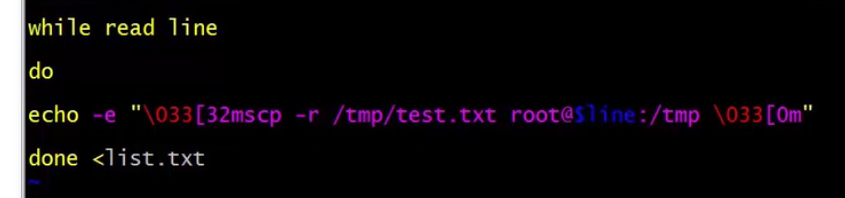 while read line
do
echo -e "\033[32mscp -r /tmp/test.txt root@$line:/tmp \033[0m"
done <list.txt
~